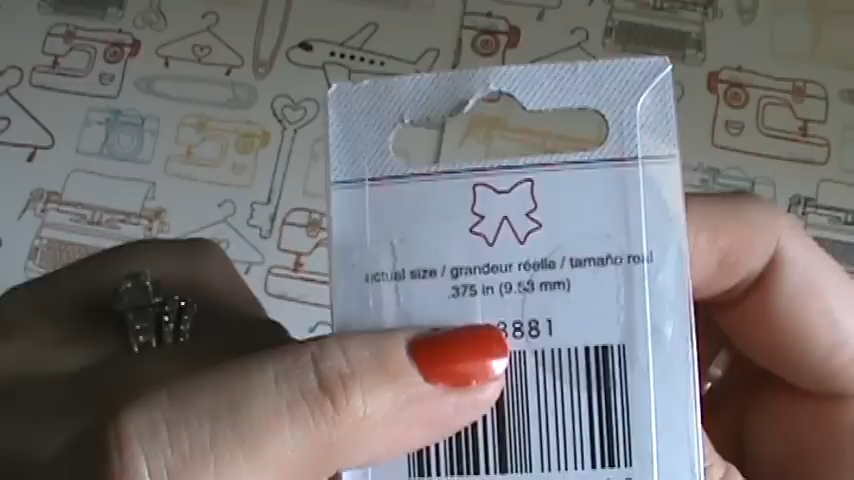 actual size / grandeur réelle / tamaño real
.375 in (9.53 mm)
8881